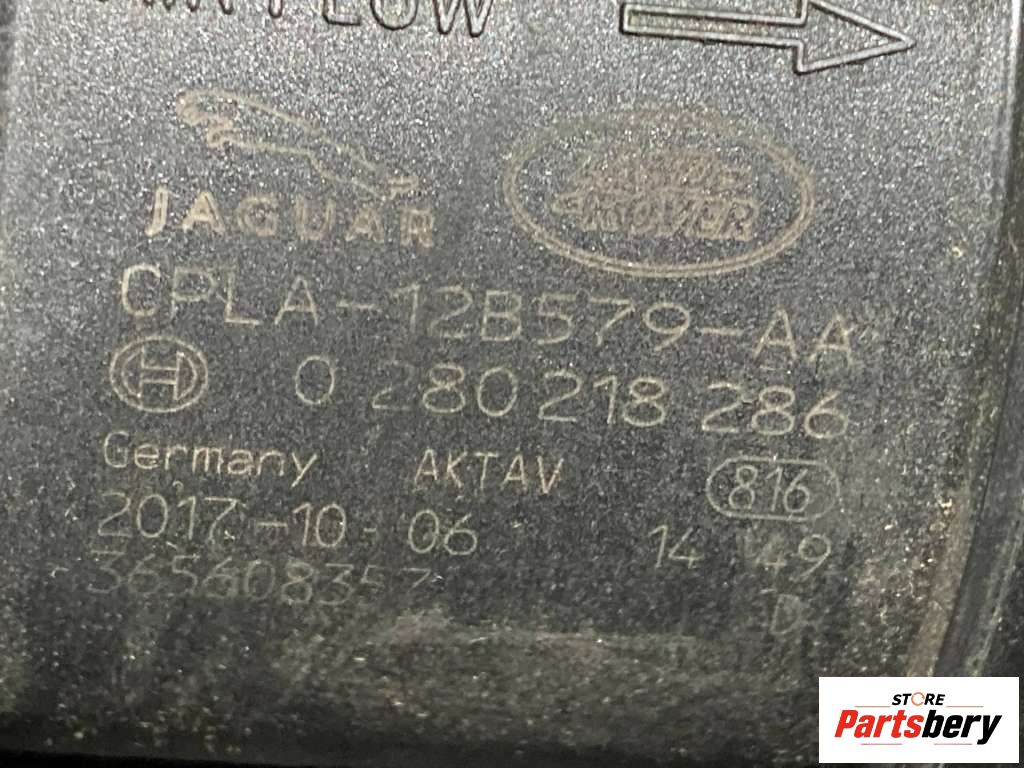 FLOW
JAGUAR
LAND-
ROVER
CPLA-12B579-AA
H 0 280 218 286
Germany AKTAV 816
2017-10-06 14 49
365608357
D
STORE
Partsbery